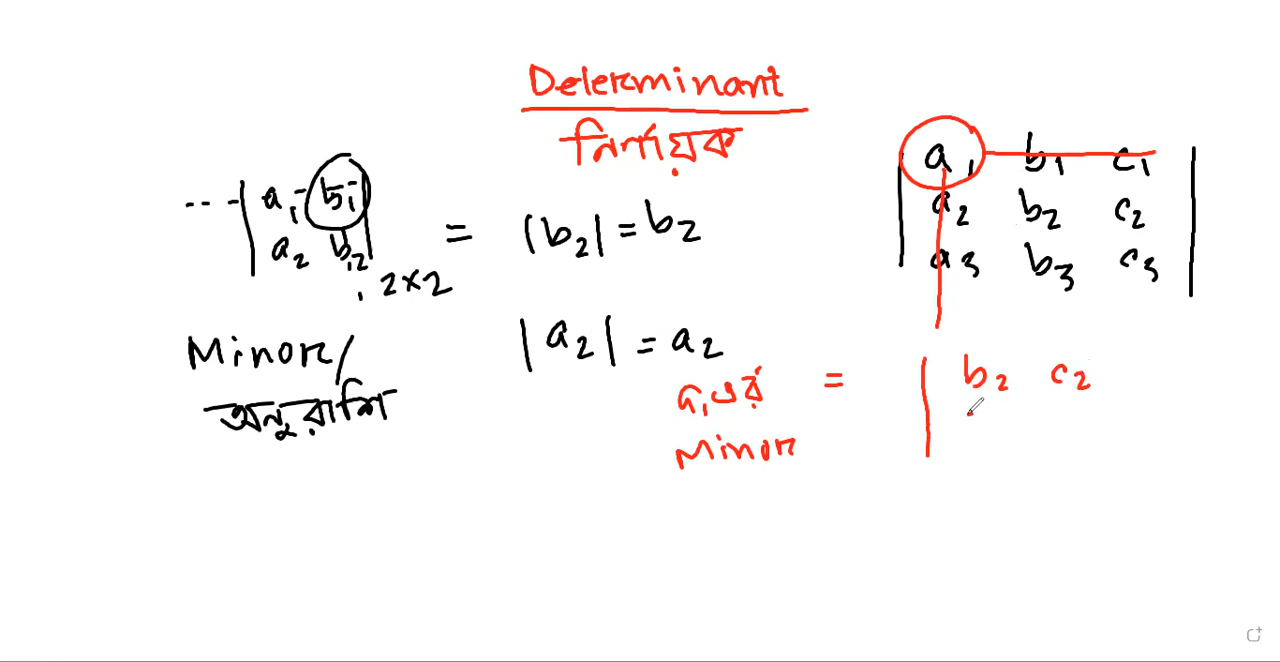 Determinant
নির্ণায়ক
| a₁ b₁ |
| a₂ b₂ | 2×2
= |b₂| = b₂
Minor/
অনুরাশি
|a₂| = a₂
| a₁ b₁ c₁ |
| a₂ b₂ c₂ |
| a₃ b₃ c₃ |
a₁ এর
Minor
= | b₂ c₂